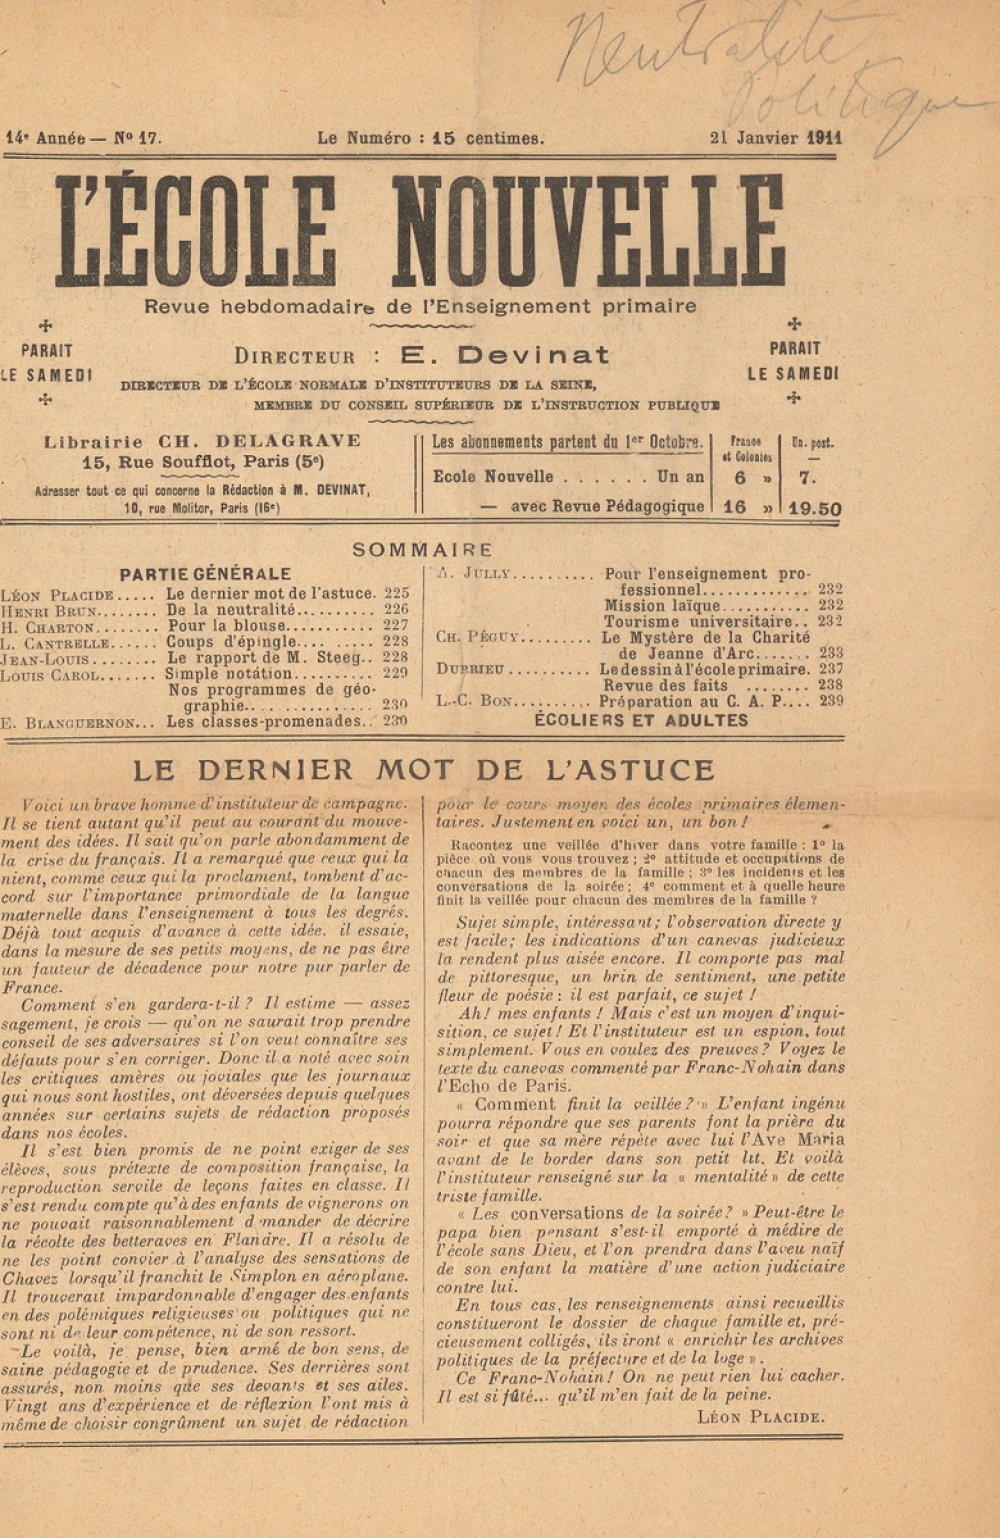 Neutralité
Politique
14e Année — No 17.
Le Numéro : 15 centimes.
21 Janvier 1911
L'ÉCOLE NOUVELLE
Revue hebdomadaire de l'Enseignement primaire
PARAIT
LE SAMEDI
DIRECTEUR : E. Devinat
DIRECTEUR DE L'ÉCOLE NORMALE D'INSTITUTEURS DE LA SEINE,
MEMBRE DU CONSEIL SUPÉRIEUR DE L'INSTRUCTION PUBLIQUE
PARAIT
LE SAMEDI
Librairie CH. DELAGRAVE
15, Rue Soufflot, Paris (5e)
Adresser tout ce qui concerne la Rédaction à M. DEVINAT,
10, rue Molitor, Paris (16e)
Les abonnements partent du 1er Octobre.
France
et Colonies
Un. post.
—
Ecole Nouvelle . . . . . . Un an 6 » 7.
— avec Revue Pédagogique 16 » 19.50
SOMMAIRE
PARTIE GÉNÉRALE
LÉON PLACIDE..... Le dernier mot de l'astuce. 225
HENRI BRUN........ De la neutralité.......... 226
H. CHARTON........ Pour la blouse........... 227
L. CANTRELLE...... Coups d'épingle.......... 228
JEAN-LOUIS........ Le rapport de M. Steeg.. 228
LOUIS CAROL....... Simple notation.......... 229
Nos programmes de géo-
graphie.................. 230
E. BLANGUERNON... Les classes-promenades.. 230
A. JULLY.......... Pour l'enseignement pro-
fessionnel............. 232
Mission laïque........... 232
Tourisme universitaire.. 232
CH. PÉGUY......... Le Mystère de la Charité
de Jeanne d'Arc....... 233
DUPRIEU .......... Le dessin à l'école primaire. 237
Revue des faits ........ 238
L.-C. BON.......... Préparation au C. A. P.... 239
ÉCOLIERS ET ADULTES
LE DERNIER MOT DE L'ASTUCE
Voici un brave homme d'instituteur de campagne.
Il se tient autant qu'il peut au courant du mouve-
ment des idées. Il sait qu'on parle abondamment de
la crise du français. Il a remarqué que ceux qui la
nient, comme ceux qui la proclament, tombent d'ac-
cord sur l'importance primordiale de la langue
maternelle dans l'enseignement à tous les degrés.
Déjà tout acquis d'avance à cette idée. il essaie,
dans la mesure de ses petits moyens, de ne pas être
un fauteur de décadence pour notre pur parler de
France.
Comment s'en gardera-t-il ? Il estime — assez
sagement, je crois — qu'on ne saurait trop prendre
conseil de ses adversaires si l'on veut connaître ses
défauts pour s'en corriger. Donc il a noté avec soin
les critiques amères ou joviales que les journaux
qui nous sont hostiles, ont déversées depuis quelques
années sur certains sujets de rédaction proposés
dans nos écoles.
Il s'est bien promis de ne point exiger de ses
élèves, sous prétexte de composition française, la
reproduction servile de leçons faites en classe. Il
s'est rendu compte qu'à des enfants de vignerons on
ne pouvait raisonnablement d mander de décrire
la récolte des betteraves en Flandre. Il a résolu de
ne les point convier à l'analyse des sensations de
Chavez lorsqu'il franchit le Simplon en aéroplane.
Il trouverait impardonnable d'engager des enfants
en des polémiques religieuses ou politiques qui ne
sont ni de leur compétence, ni de son ressort.
Le voilà, je pense, bien armé de bon sens, de
saine pédagogie et de prudence. Ses derrières sont
assurés, non moins que ses devants et ses ailes.
Vingt ans d'expérience et de réflexion l'ont mis à
même de choisir congrûment un sujet de rédaction
pour le cours moyen des écoles primaires élémen-
taires. Justement en voici un, un bon !
Racontez une veillée d'hiver dans votre famille : 1o la
pièce où vous vous trouvez ; 2o attitude et occupations de
chacun des membres de la famille ; 3o les incidents et les
conversations de la soirée ; 4o comment et à quelle heure
finit la veillée pour chacun des membres de la famille ?
Sujet simple, intéressant ; l'observation directe y
est facile ; les indications d'un canevas judicieux
la rendent plus aisée encore. Il comporte pas mal
de pittoresque, un brin de sentiment, une petite
fleur de poésie : il est parfait, ce sujet !
Ah ! mes enfants ! Mais c'est un moyen d'inqui-
sition, ce sujet ! Et l'instituteur est un espion, tout
simplement. Vous en voulez des preuves ? Voyez le
texte du canevas commenté par Franc-Nohain dans
l'Echo de Paris.
« Comment finit la veillée ? » L'enfant ingénu
pourra répondre que ses parents font la prière du
soir et que sa mère répète avec lui l'Ave Maria
avant de le border dans son petit lit. Et voilà
l'instituteur renseigné sur la « mentalité » de cette
triste famille.
« Les conversations de la soirée ? » Peut-être le
papa bien pensant s'est-il emporté à médire de
l'école sans Dieu, et l'on prendra dans l'aveu naïf
de son enfant la matière d'une action judiciaire
contre lui.
En tous cas, les renseignements ainsi recueillis
constitueront le dossier de chaque famille et, pré-
cieusement colligés, ils iront « enrichir les archives
politiques de la préfecture et de la loge ».
Ce Franc-Nohain ! On ne peut rien lui cacher.
Il est si fûté... qu'il m'en fait de la peine.
LÉON PLACIDE.